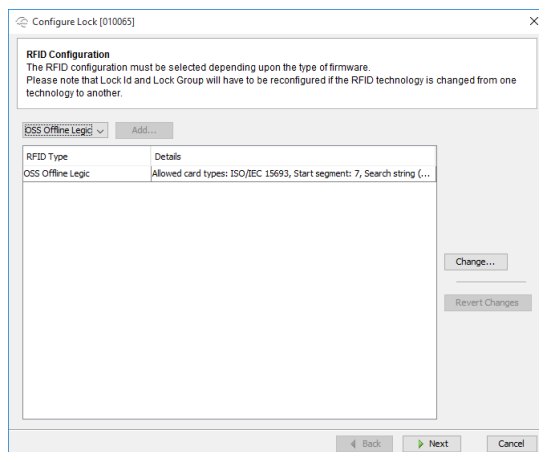 Configure Lock [010065]
RFID Configuration
The RFID configuration must be selected depending upon the type of firmware.
Please note that Lock Id and Lock Group will have to be reconfigured if the RFID technology is changed from one
technology to another.
OSS Offline Legic Add...
RFID Type Details
OSS Offline Legic Allowed card types: ISO/IEC 15693, Start segment: 7, Search string (...
Change...
Revert Changes
Back Next Cancel